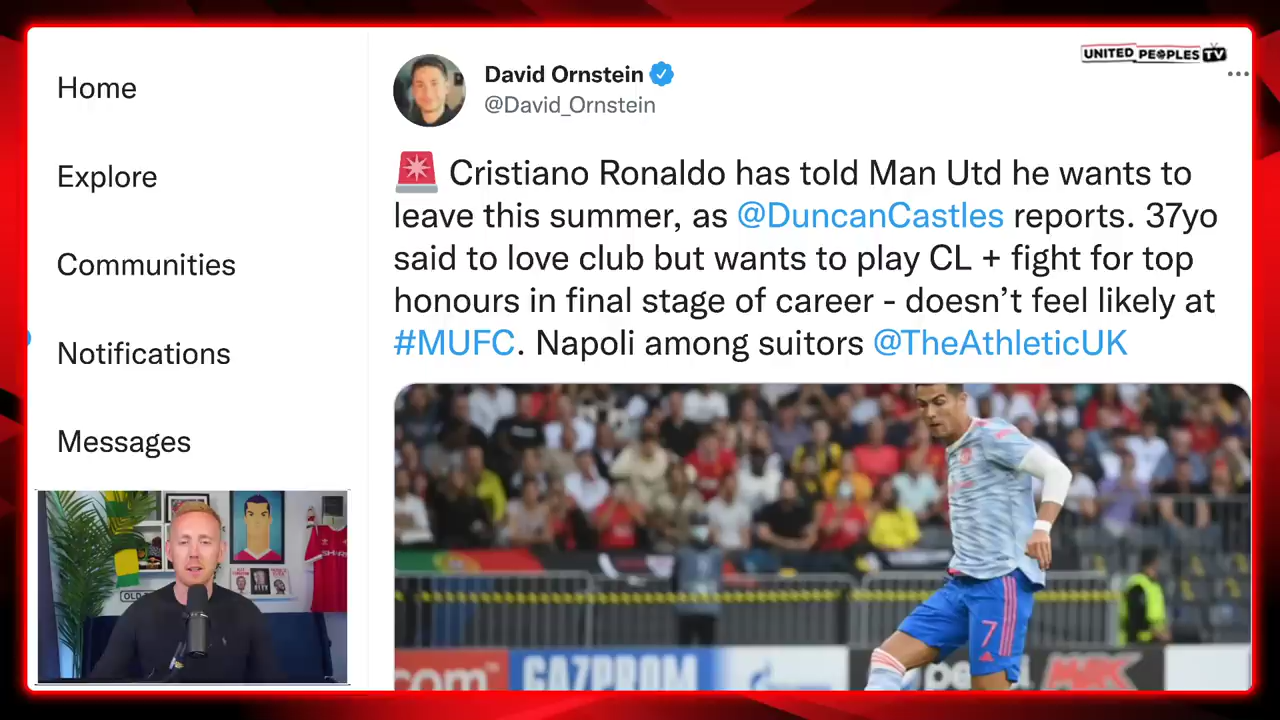 UNITED PEOPLES TV
Home
Explore
Communities
Notifications
Messages
David Ornstein
@David_Ornstein
🚨 Cristiano Ronaldo has told Man Utd he wants to
leave this summer, as @DuncanCastles reports. 37yo
said to love club but wants to play CL + fight for top
honours in final stage of career - doesn’t feel likely at
#MUFC. Napoli among suitors @TheAthleticUK
7
.com
GAZPROM